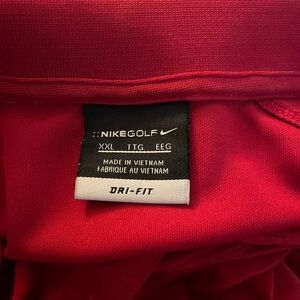 ::NIKEGOLF
XXL TTG EEG
MADE IN VIETNAM
FABRIQUE AU VIETNAM
DRI-FIT